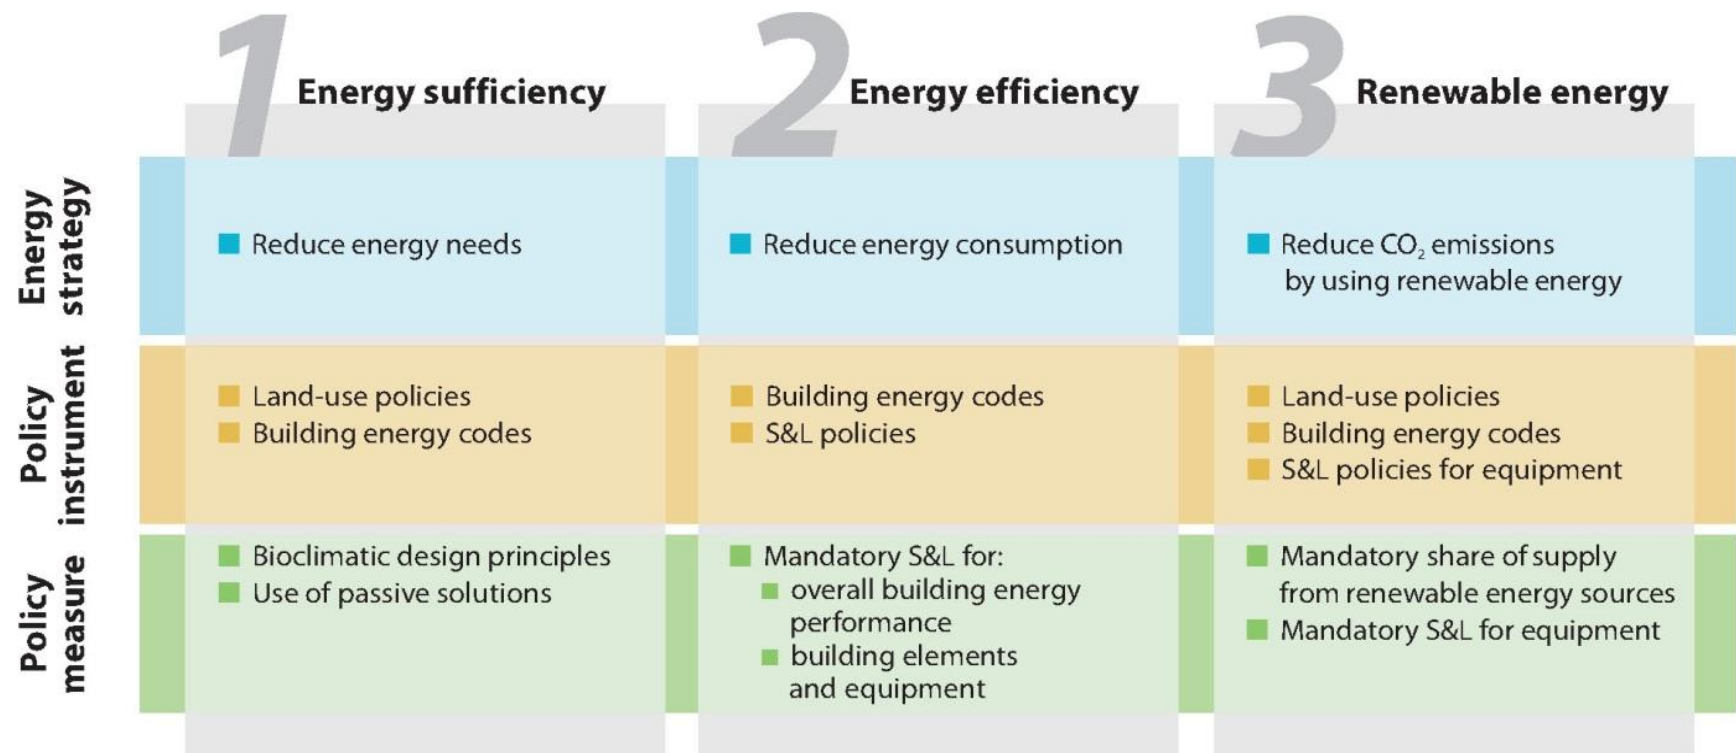 1 Energy sufficiency
2 Energy efficiency
3 Renewable energy
Energy
strategy
Reduce energy needs
Reduce energy consumption
Reduce CO₂ emissions
by using renewable energy
Policy
instrument
Land-use policies
Building energy codes
Building energy codes
S&L policies
Land-use policies
Building energy codes
S&L policies for equipment
Policy
measure
Bioclimatic design principles
Use of passive solutions
Mandatory S&L for:
overall building energy
performance
building elements
and equipment
Mandatory share of supply
from renewable energy sources
Mandatory S&L for equipment